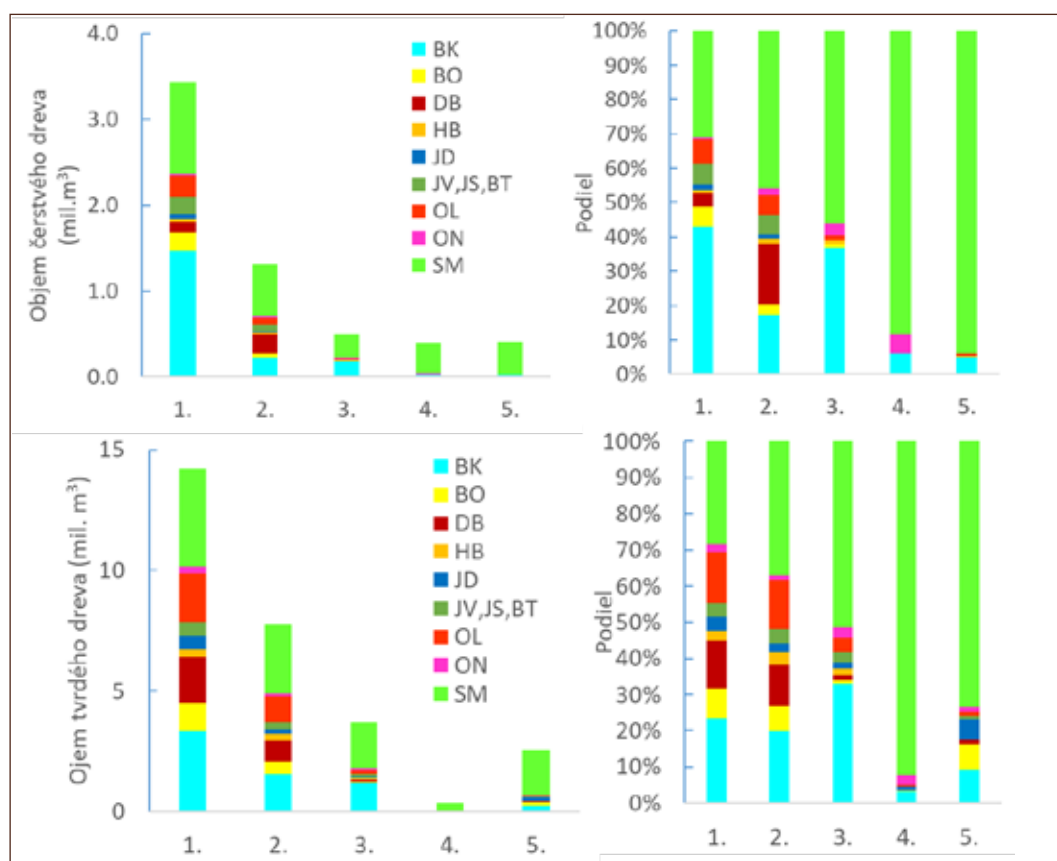 Objem čerstvého dreva
(mil.m³)
4.0
3.0
2.0
1.0
0.0
BK
BO
DB
HB
JD
JV,JS,BT
OL
ON
SM
1. 2. 3. 4. 5.
Podiel
100%
90%
80%
70%
60%
50%
40%
30%
20%
10%
0%
1. 2. 3. 4. 5.
Ojem tvrdého dreva (mil. m³)
15
10
5
0
BK
BO
DB
HB
JD
JV,JS,BT
OL
ON
SM
1. 2. 3. 4. 5.
Podiel
100%
90%
80%
70%
60%
50%
40%
30%
20%
10%
0%
1. 2. 3. 4. 5.